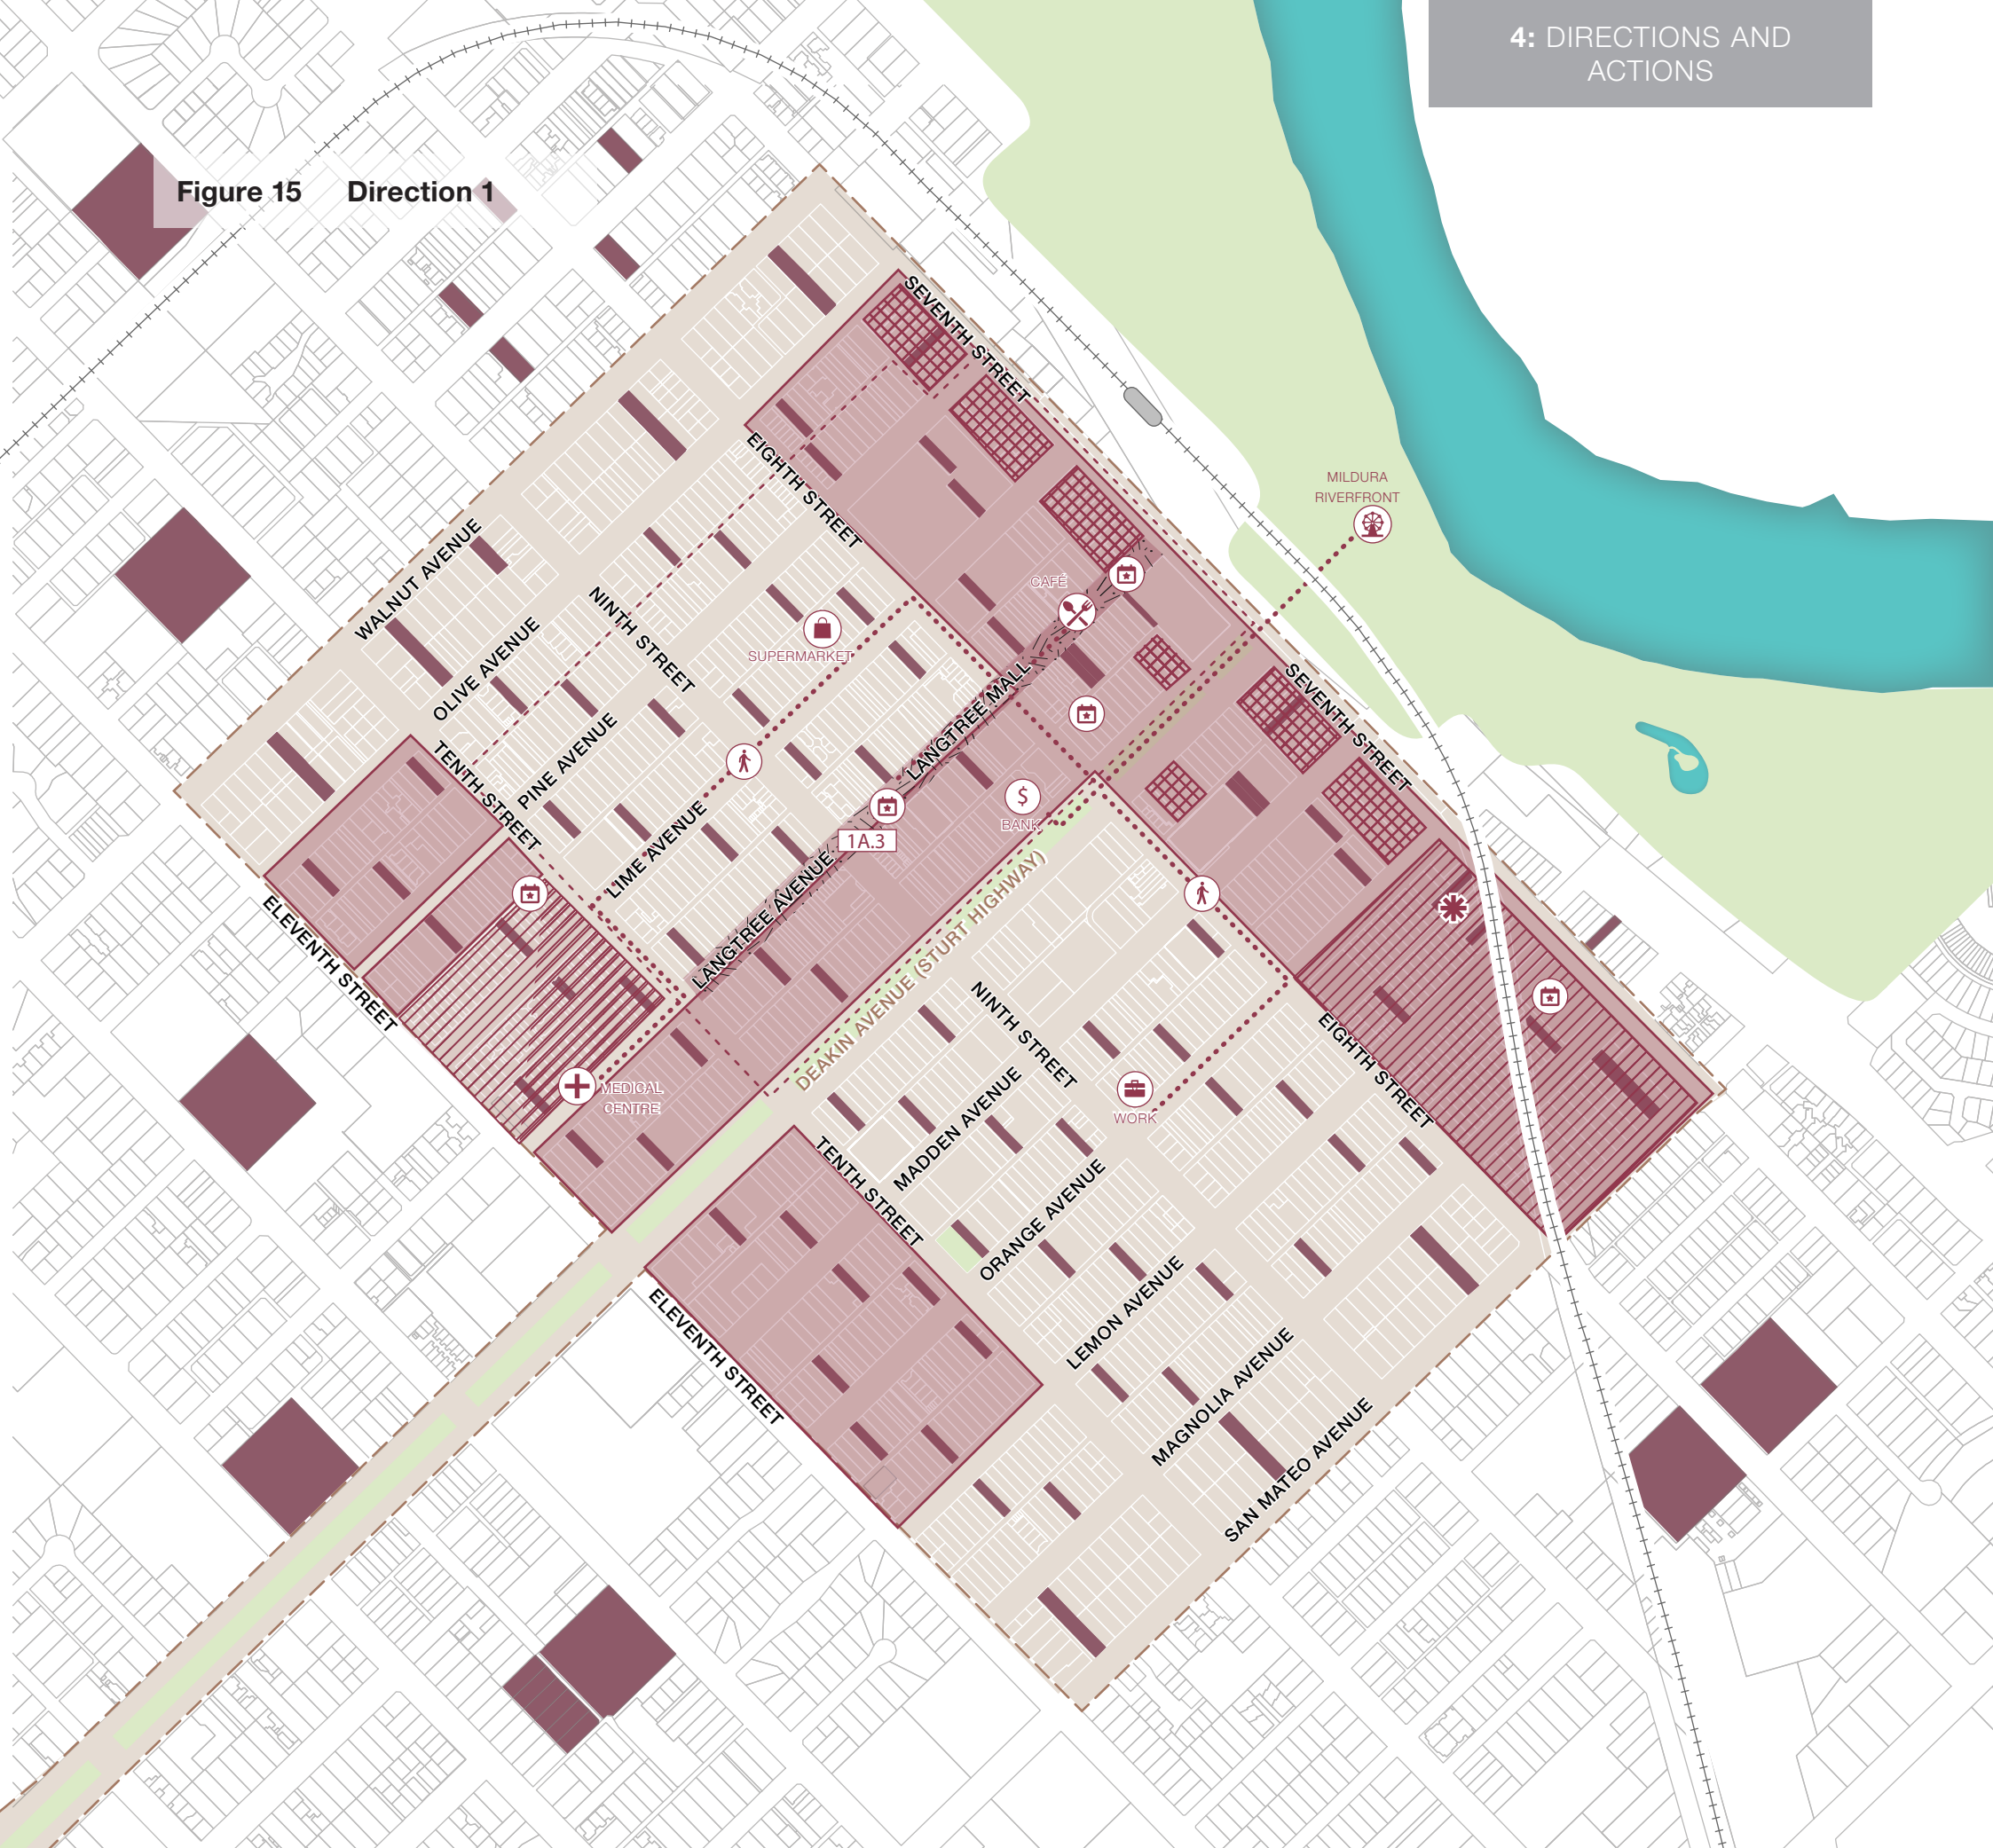 4: DIRECTIONS AND
ACTIONS
Figure 15 Direction 1
SEVENTH STREET
EIGHTH STREET
MILDURA
RIVERFRONT
WALNUT AVENUE
CAFÉ
NINTH STREET
OLIVE AVENUE
SUPERMARKET
LANGTREE MALL
SEVENTH STREET
TENTH STREET
PINE AVENUE
$
BANK
1A.3
LIME AVENUE
LANGTREE AVENUE
DEAKIN AVENUE (STURT HIGHWAY)
ELEVENTH STREET
NINTH STREET
EIGHTH STREET
MEDICAL
CENTRE
WORK
MADDEN AVENUE
TENTH STREET
ORANGE AVENUE
LEMON AVENUE
ELEVENTH STREET
MAGNOLIA AVENUE
SAN MATEO AVENUE